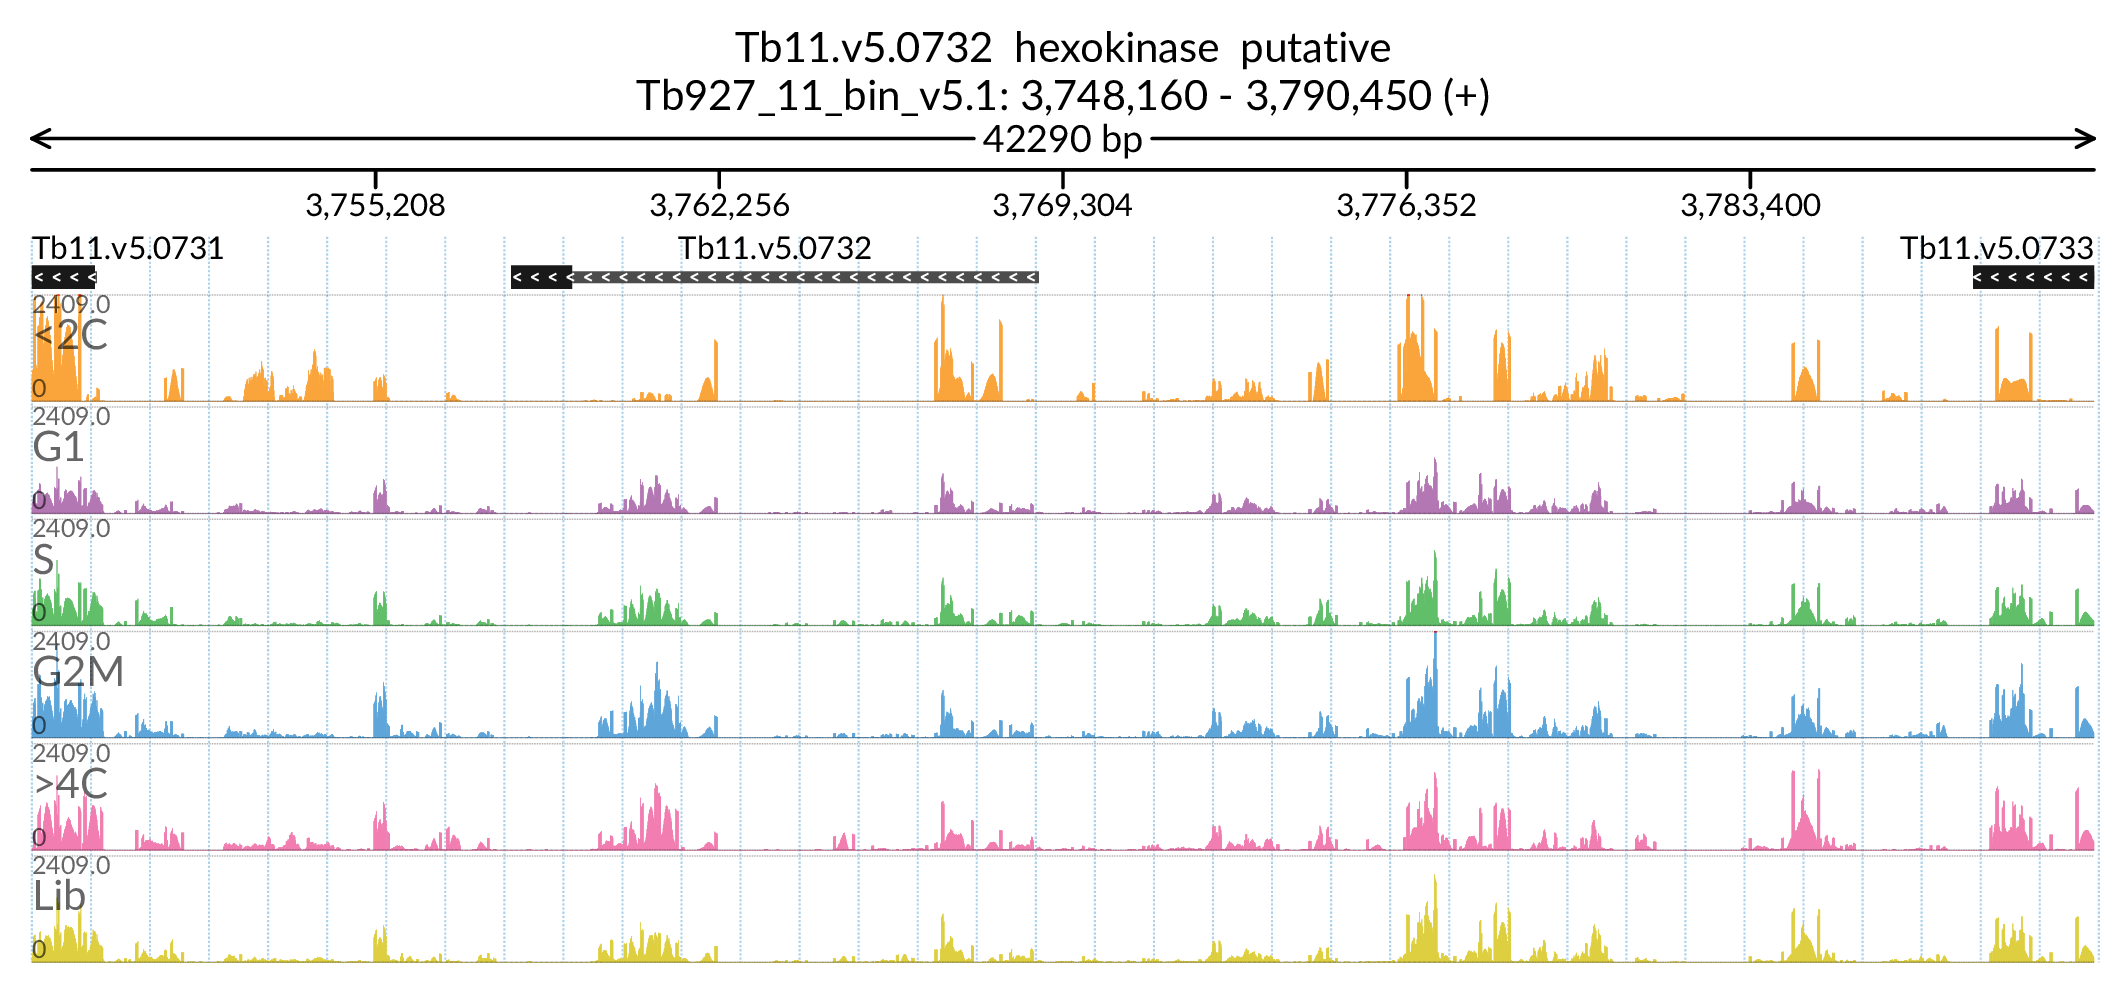 Tb11.v5.0732 hexokinase putative
Tb927_11_bin_v5.1: 3,748,160 - 3,790,450 (+)
42290 bp
3,755,208 3,762,256 3,769,304 3,776,352 3,783,400
Tb11.v5.0731 Tb11.v5.0732 Tb11.v5.0733
2409.0
<2C
0
2409.0
G1
0
2409.0
S
0
2409.0
G2M
0
2409.0
>4C
0
2409.0
Lib
0